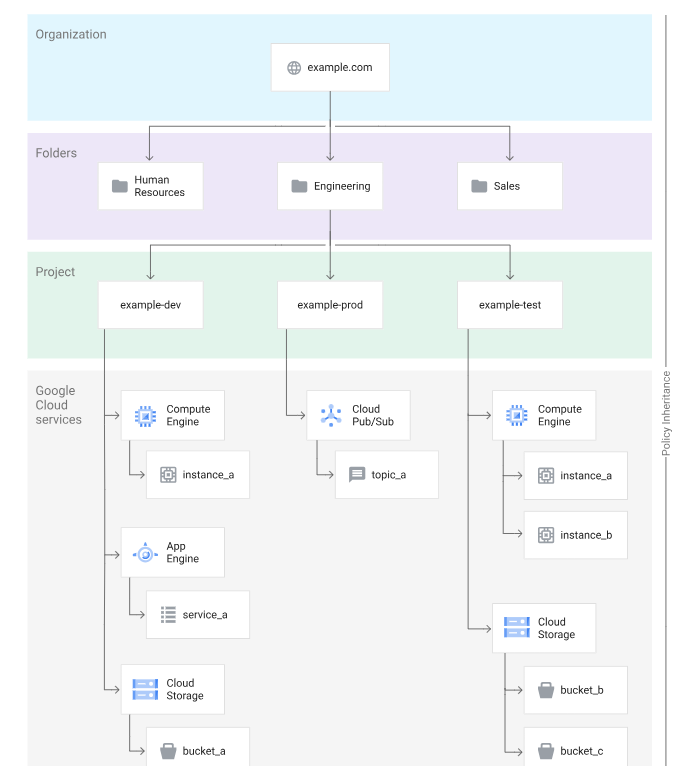 Organization
example.com
Folders
Human
Resources
Engineering
Sales
Project
example-dev
example-prod
example-test
Google
Cloud
services
Compute
Engine
instance_a
App
Engine
service_a
Cloud
Storage
bucket_a
Cloud
Pub/Sub
topic_a
Compute
Engine
instance_a
instance_b
Cloud
Storage
bucket_b
bucket_c
Policy Inheritance